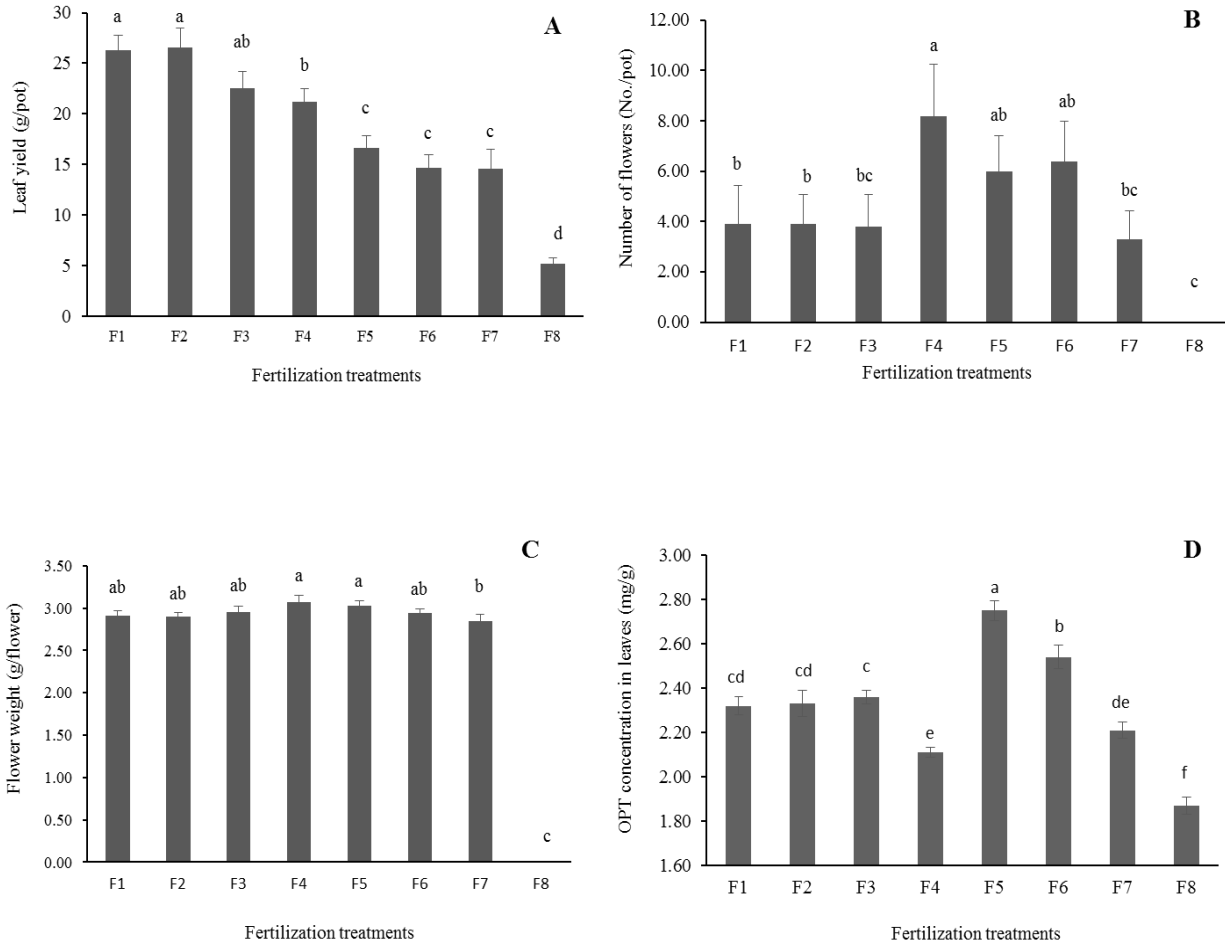 A
Leaf yield (g/pot)
30
25
20
15
10
5
0
a a ab b c c c d
F1 F2 F3 F4 F5 F6 F7 F8
Fertilization treatments
B
Number of flowers (No./pot)
12.00
10.00
8.00
6.00
4.00
2.00
0.00
b b bc a ab ab bc c
F1 F2 F3 F4 F5 F6 F7 F8
Fertilization treatments
C
Flower weight (g/flower)
3.50
3.00
2.50
2.00
1.50
1.00
0.50
0.00
ab ab ab a a ab b c
F1 F2 F3 F4 F5 F6 F7 F8
Fertilization treatments
D
OPT concentration in leaves (mg/g)
3.00
2.80
2.60
2.40
2.20
2.00
1.80
1.60
cd cd c e a b de f
F1 F2 F3 F4 F5 F6 F7 F8
Fertilization treatments